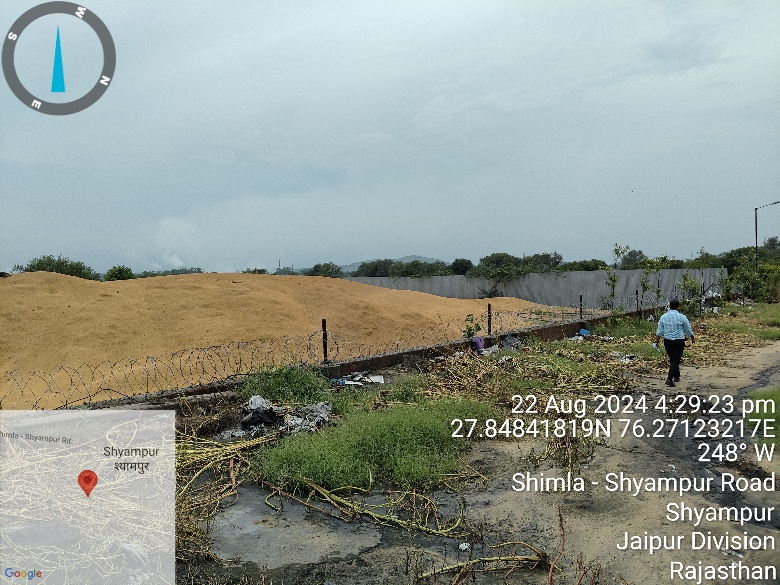 W
S
N
E
22 Aug 2024 4:29:23 pm
27.84841819N 76.27123217E
248° W
Shimla - Shyampur Road
Shyampur
Jaipur Division
Rajasthan
Shimla - Shyampur Rd
Shyampur
श्यामपुर
Google